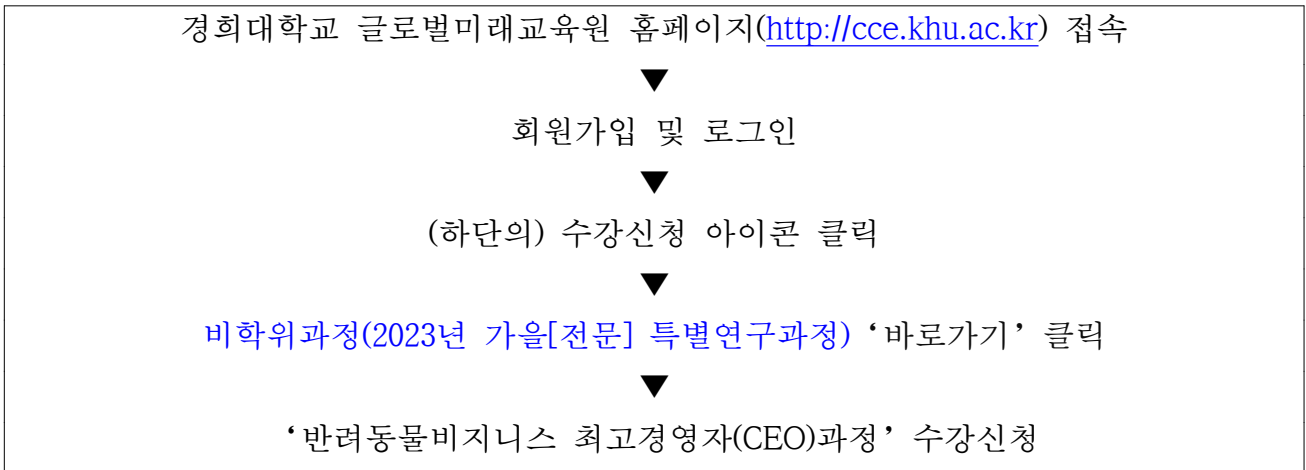 경희대학교 글로벌미래교육원 홈페이지(http://cce.khu.ac.kr) 접속
▼
회원가입 및 로그인
▼
(하단의) 수강신청 아이콘 클릭
▼
비학위과정(2023년 가을[전문] 특별연구과정) ‘바로가기’ 클릭
▼
‘반려동물비지니스 최고경영자(CEO)과정’ 수강신청